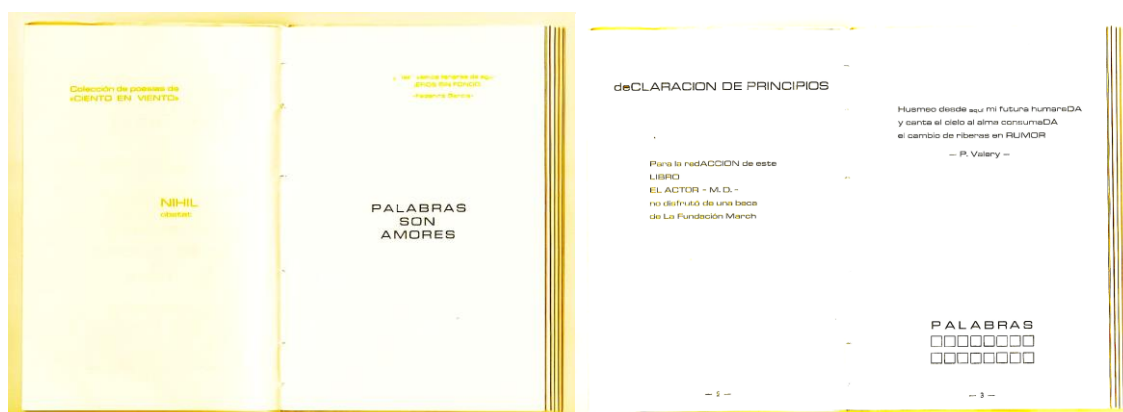 Colección de poesías de
«CIENTO EN VIENTO»
NIHIL
obstat:
PALABRAS
SON
AMORES
deCLARACION DE PRINCIPIOS
Para la redACCION de este
LIBRO
EL ACTOR - M. D. -
no disfrutó de una beca
de La Fundación March
— 5 —
Husmeo desde aqui mi futura humareDA
y canta el cielo al alma consumaDA
el cambio de riberas en RUMOR
— P. Valery —
PALABRAS
— 3 —